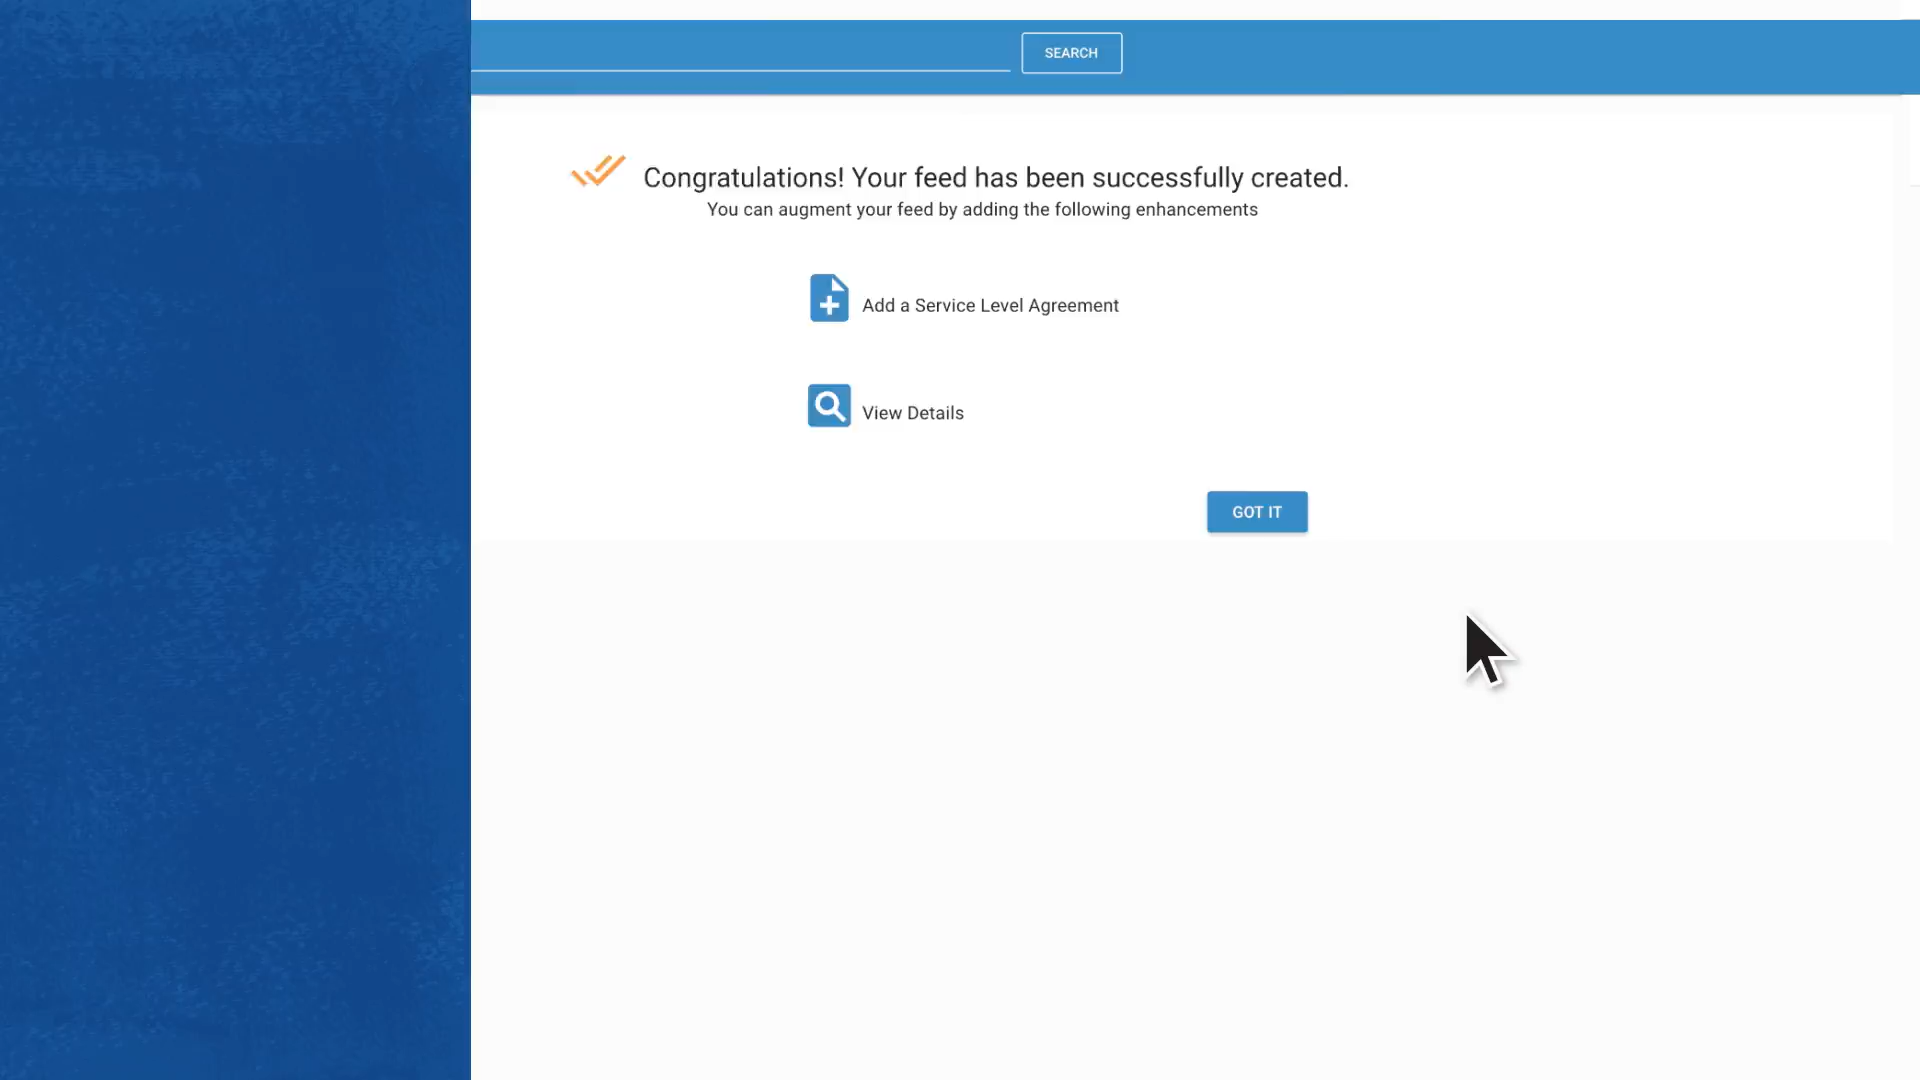 SEARCH
Congratulations! Your feed has been successfully created.
You can augment your feed by adding the following enhancements
Add a Service Level Agreement
View Details
GOT IT